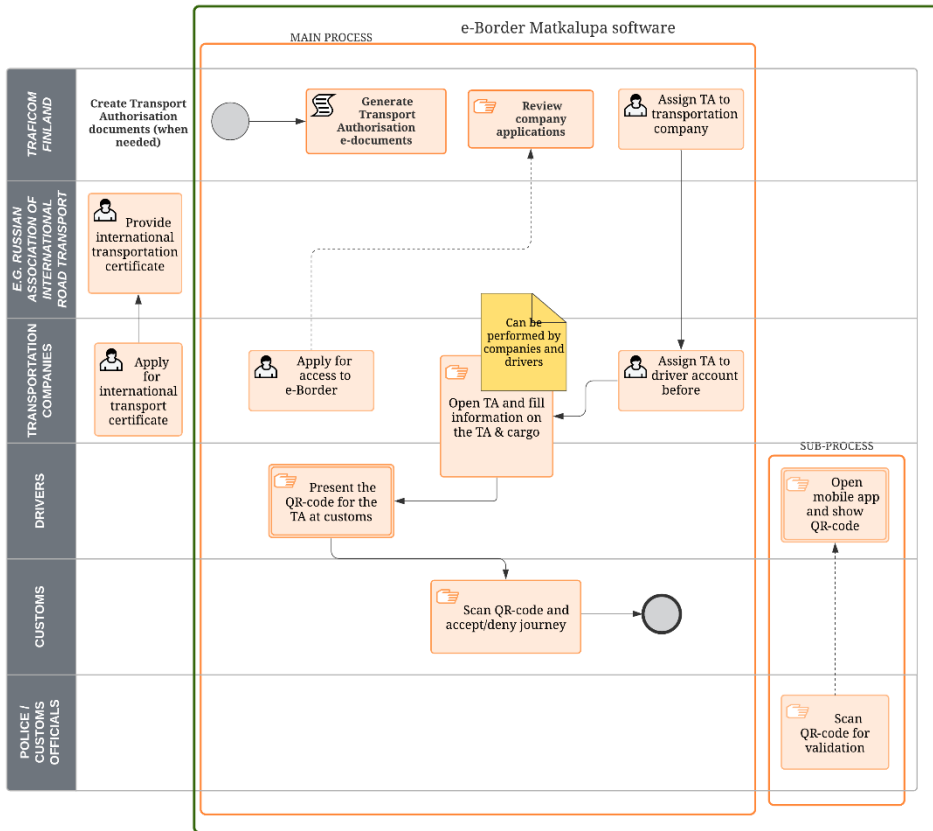 e-Border Matkalupa software
MAIN PROCESS
TRAFICOM
FINLAND
Create Transport
Authorisation
documents (when
needed)
Generate
Transport
Authorisation
e-documents
Review
company
applications
Assign TA to
transportation
company
E.G. RUSSIAN
ASSOCIATION OF
INTERNATIONAL
ROAD TRANSPORT
Provide
international
transportation
certificate
TRANSPORTATION
COMPANIES
Apply
for
international
transport
certificate
Apply for
access to
e-Border
Can be
performed by
companies and
drivers
Open TA and fill
information on
the TA & cargo
Assign TA to
driver account
before
SUB-PROCESS
DRIVERS
Present the
QR-code for the
TA at customs
Open
mobile app
and show
QR-code
CUSTOMS
Scan QR-code and
accept/deny journey
POLICE /
CUSTOMS
OFFICIALS
Scan
QR-code for
validation